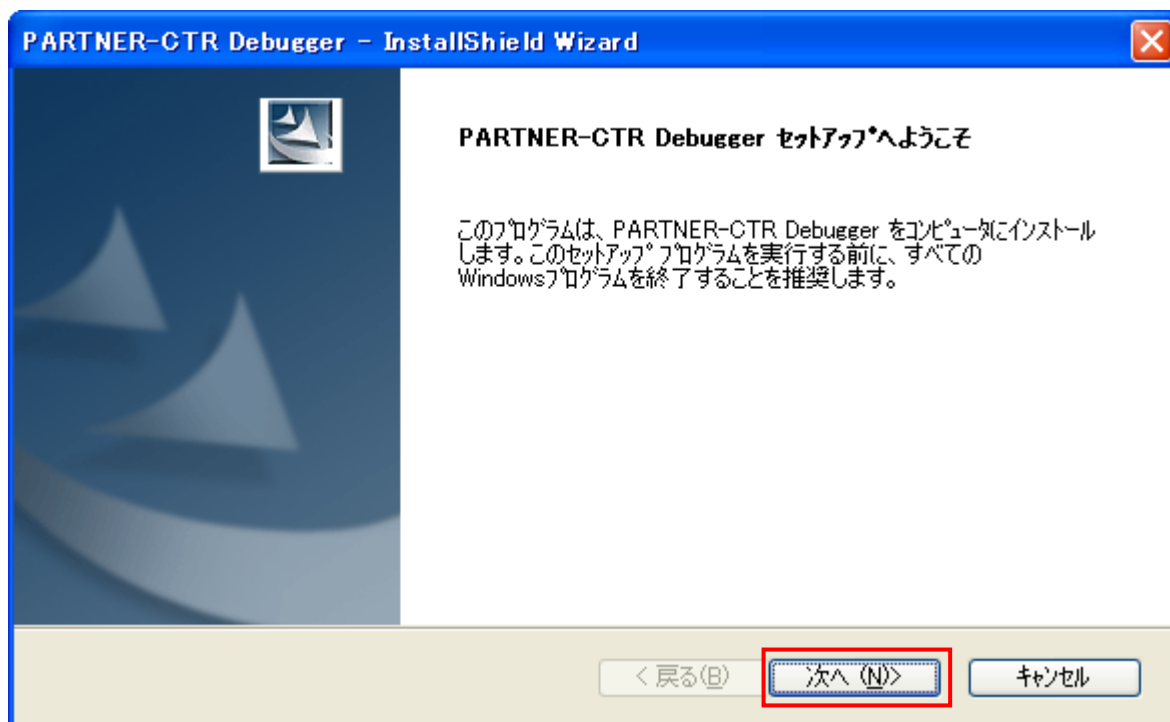 PARTNER-CTR Debugger - InstallShield Wizard
PARTNER-CTR Debugger ｾｯﾄｱｯﾌﾟへようこそ
このﾌﾟﾛｸﾞﾗﾑは、PARTNER-CTR Debugger をｺﾝﾋﾟｭｰﾀにｲﾝｽﾄｰﾙ
します。このｾｯﾄｱｯﾌﾟ ﾌﾟﾛｸﾞﾗﾑを実行する前に、すべての
Windowsﾌﾟﾛｸﾞﾗﾑを終了することを推奨します。
< 戻る(B)
次へ (N)>
ｷｬﾝｾﾙ